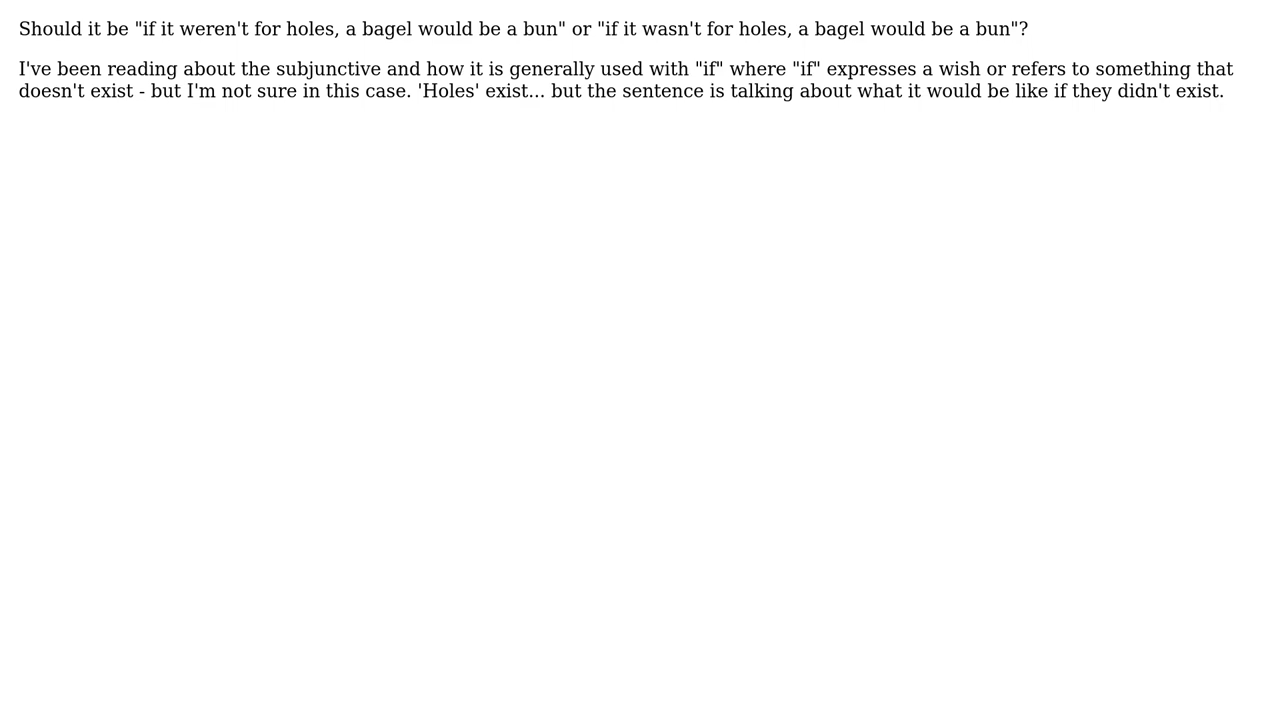 Should it be "if it weren't for holes, a bagel would be a bun" or "if it wasn't for holes, a bagel would be a bun"?
I've been reading about the subjunctive and how it is generally used with "if" where "if" expresses a wish or refers to something that
doesn't exist - but I'm not sure in this case. 'Holes' exist... but the sentence is talking about what it would be like if they didn't exist.